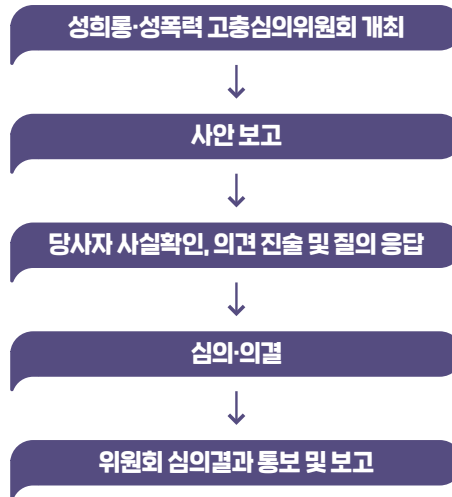 성희롱·성폭력 고충심의위원회 개최
사안 보고
당사자 사실확인, 의견 진술 및 질의 응답
심의·의결
위원회 심의결과 통보 및 보고